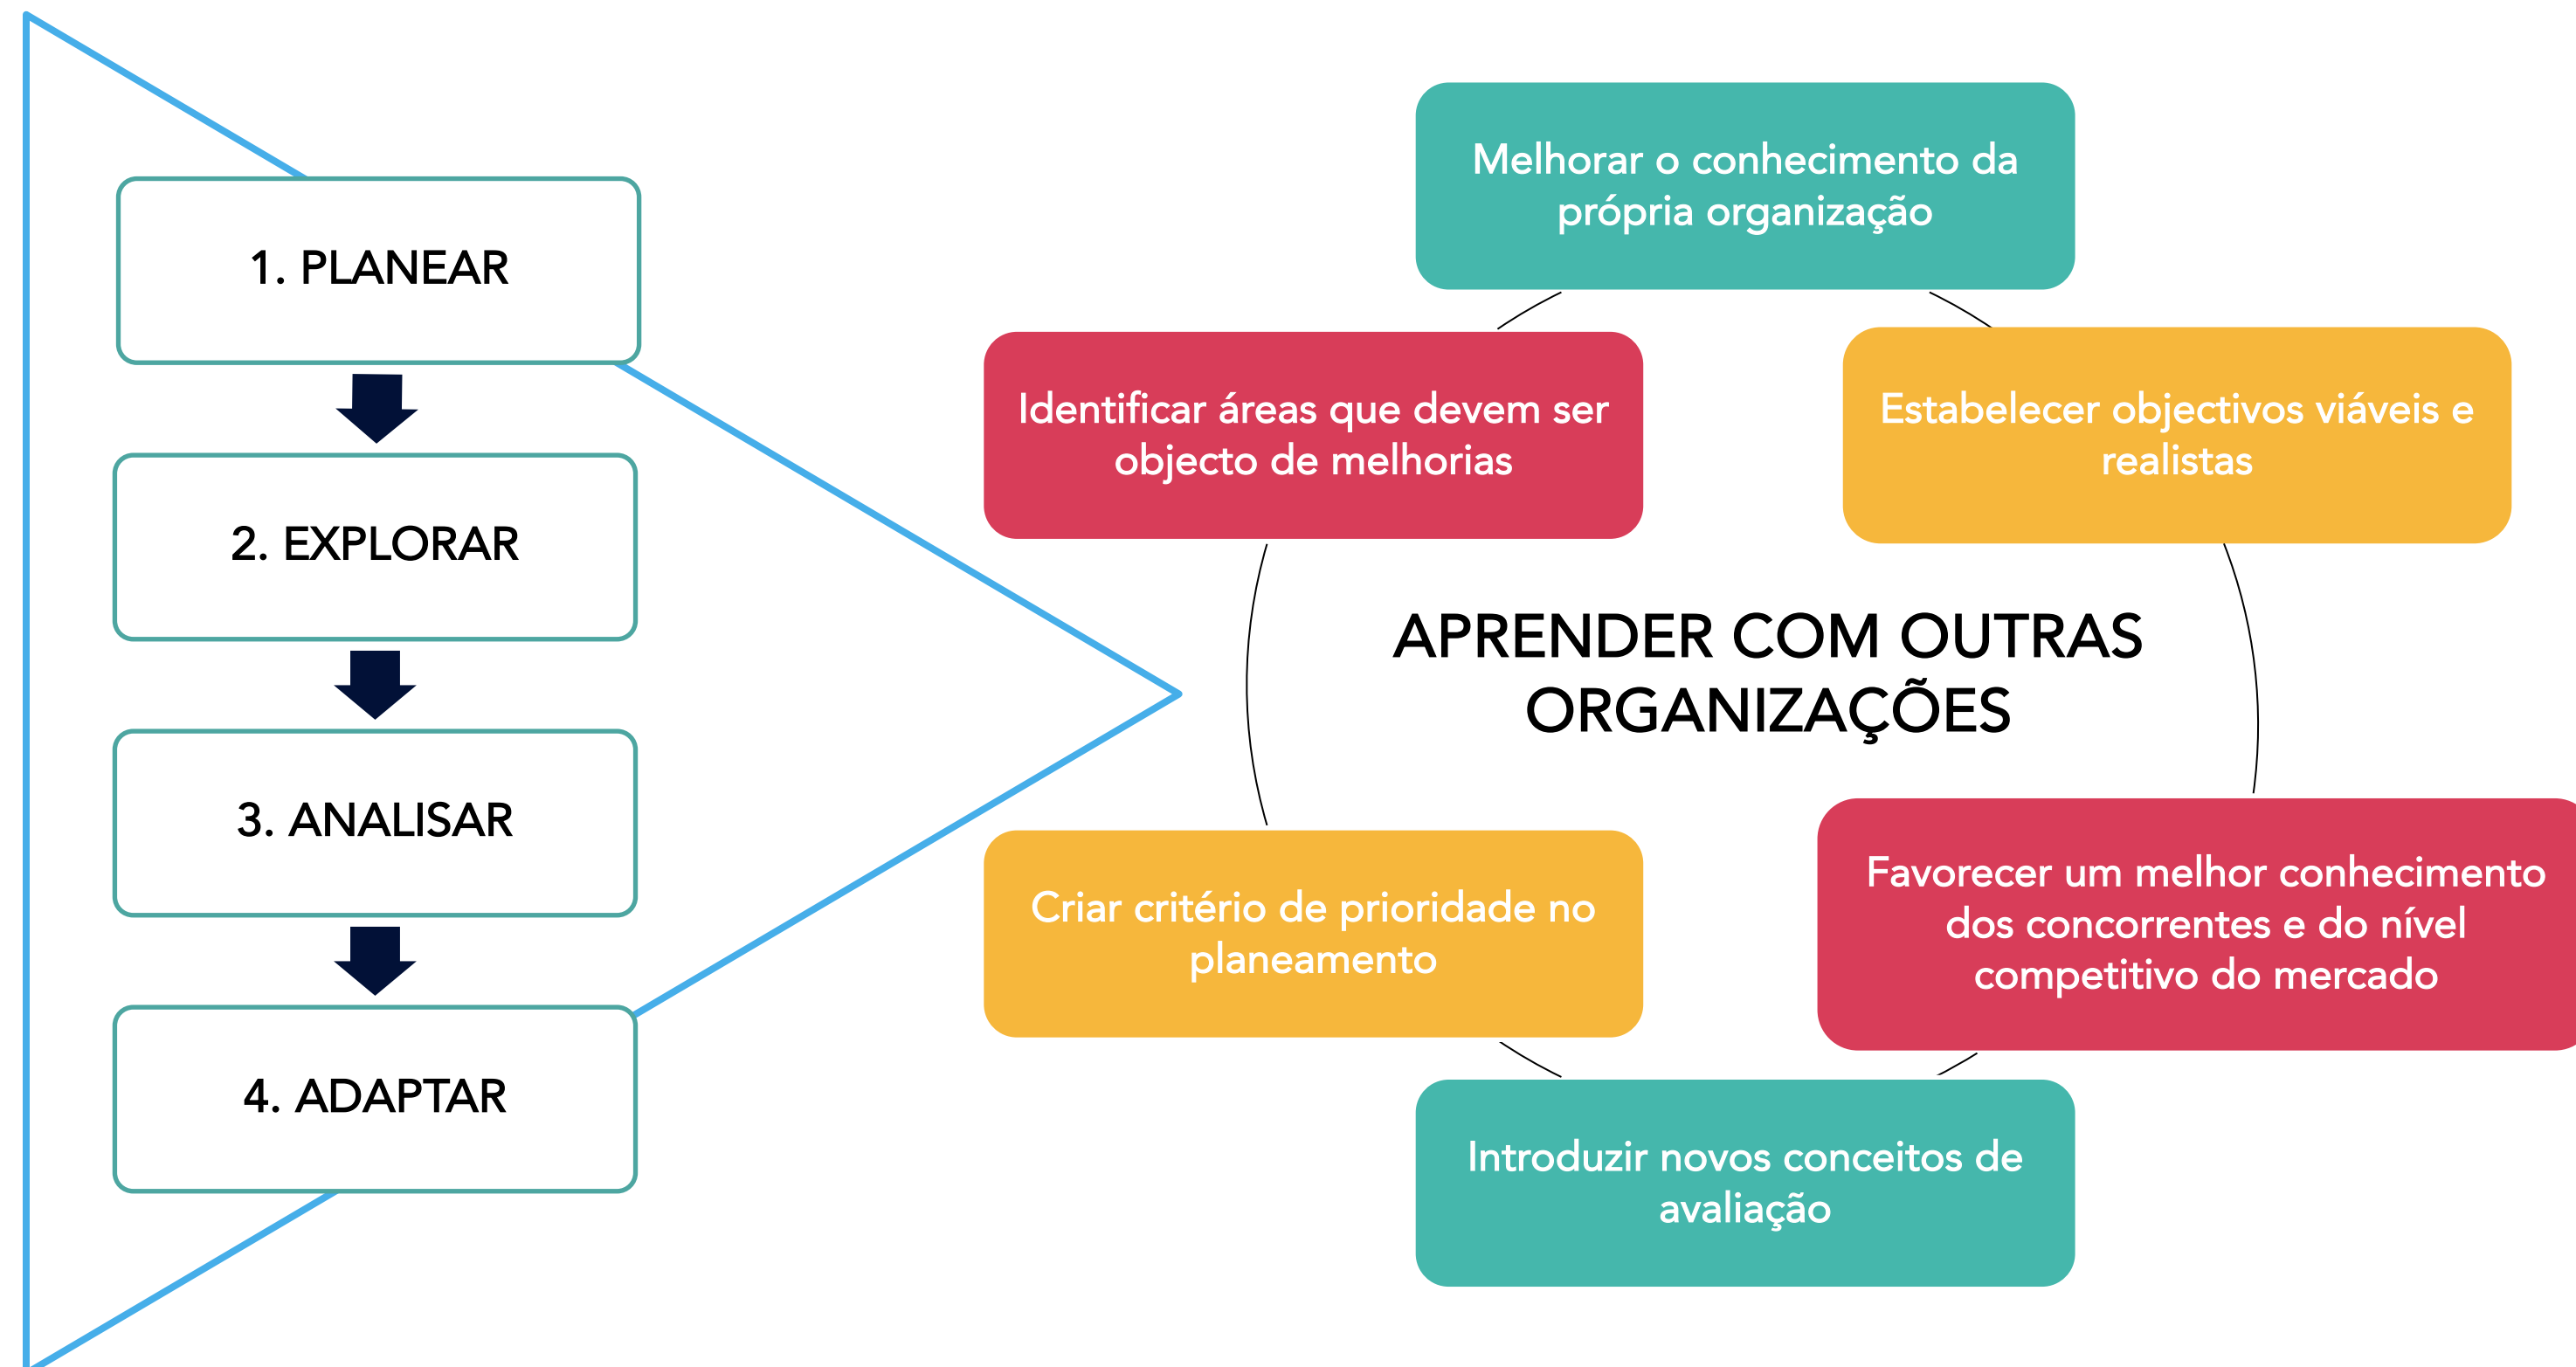 1. PLANEAR
2. EXPLORAR
3. ANALISAR
4. ADAPTAR
Melhorar o conhecimento da
própria organização
Identificar áreas que devem ser
objecto de melhorias
Estabelecer objectivos viáveis e
realistas
APRENDER COM OUTRAS
ORGANIZAÇÕES
Criar critério de prioridade no
planeamento
Favorecer um melhor conhecimento
dos concorrentes e do nível
competitivo do mercado
Introduzir novos conceitos de
avaliação